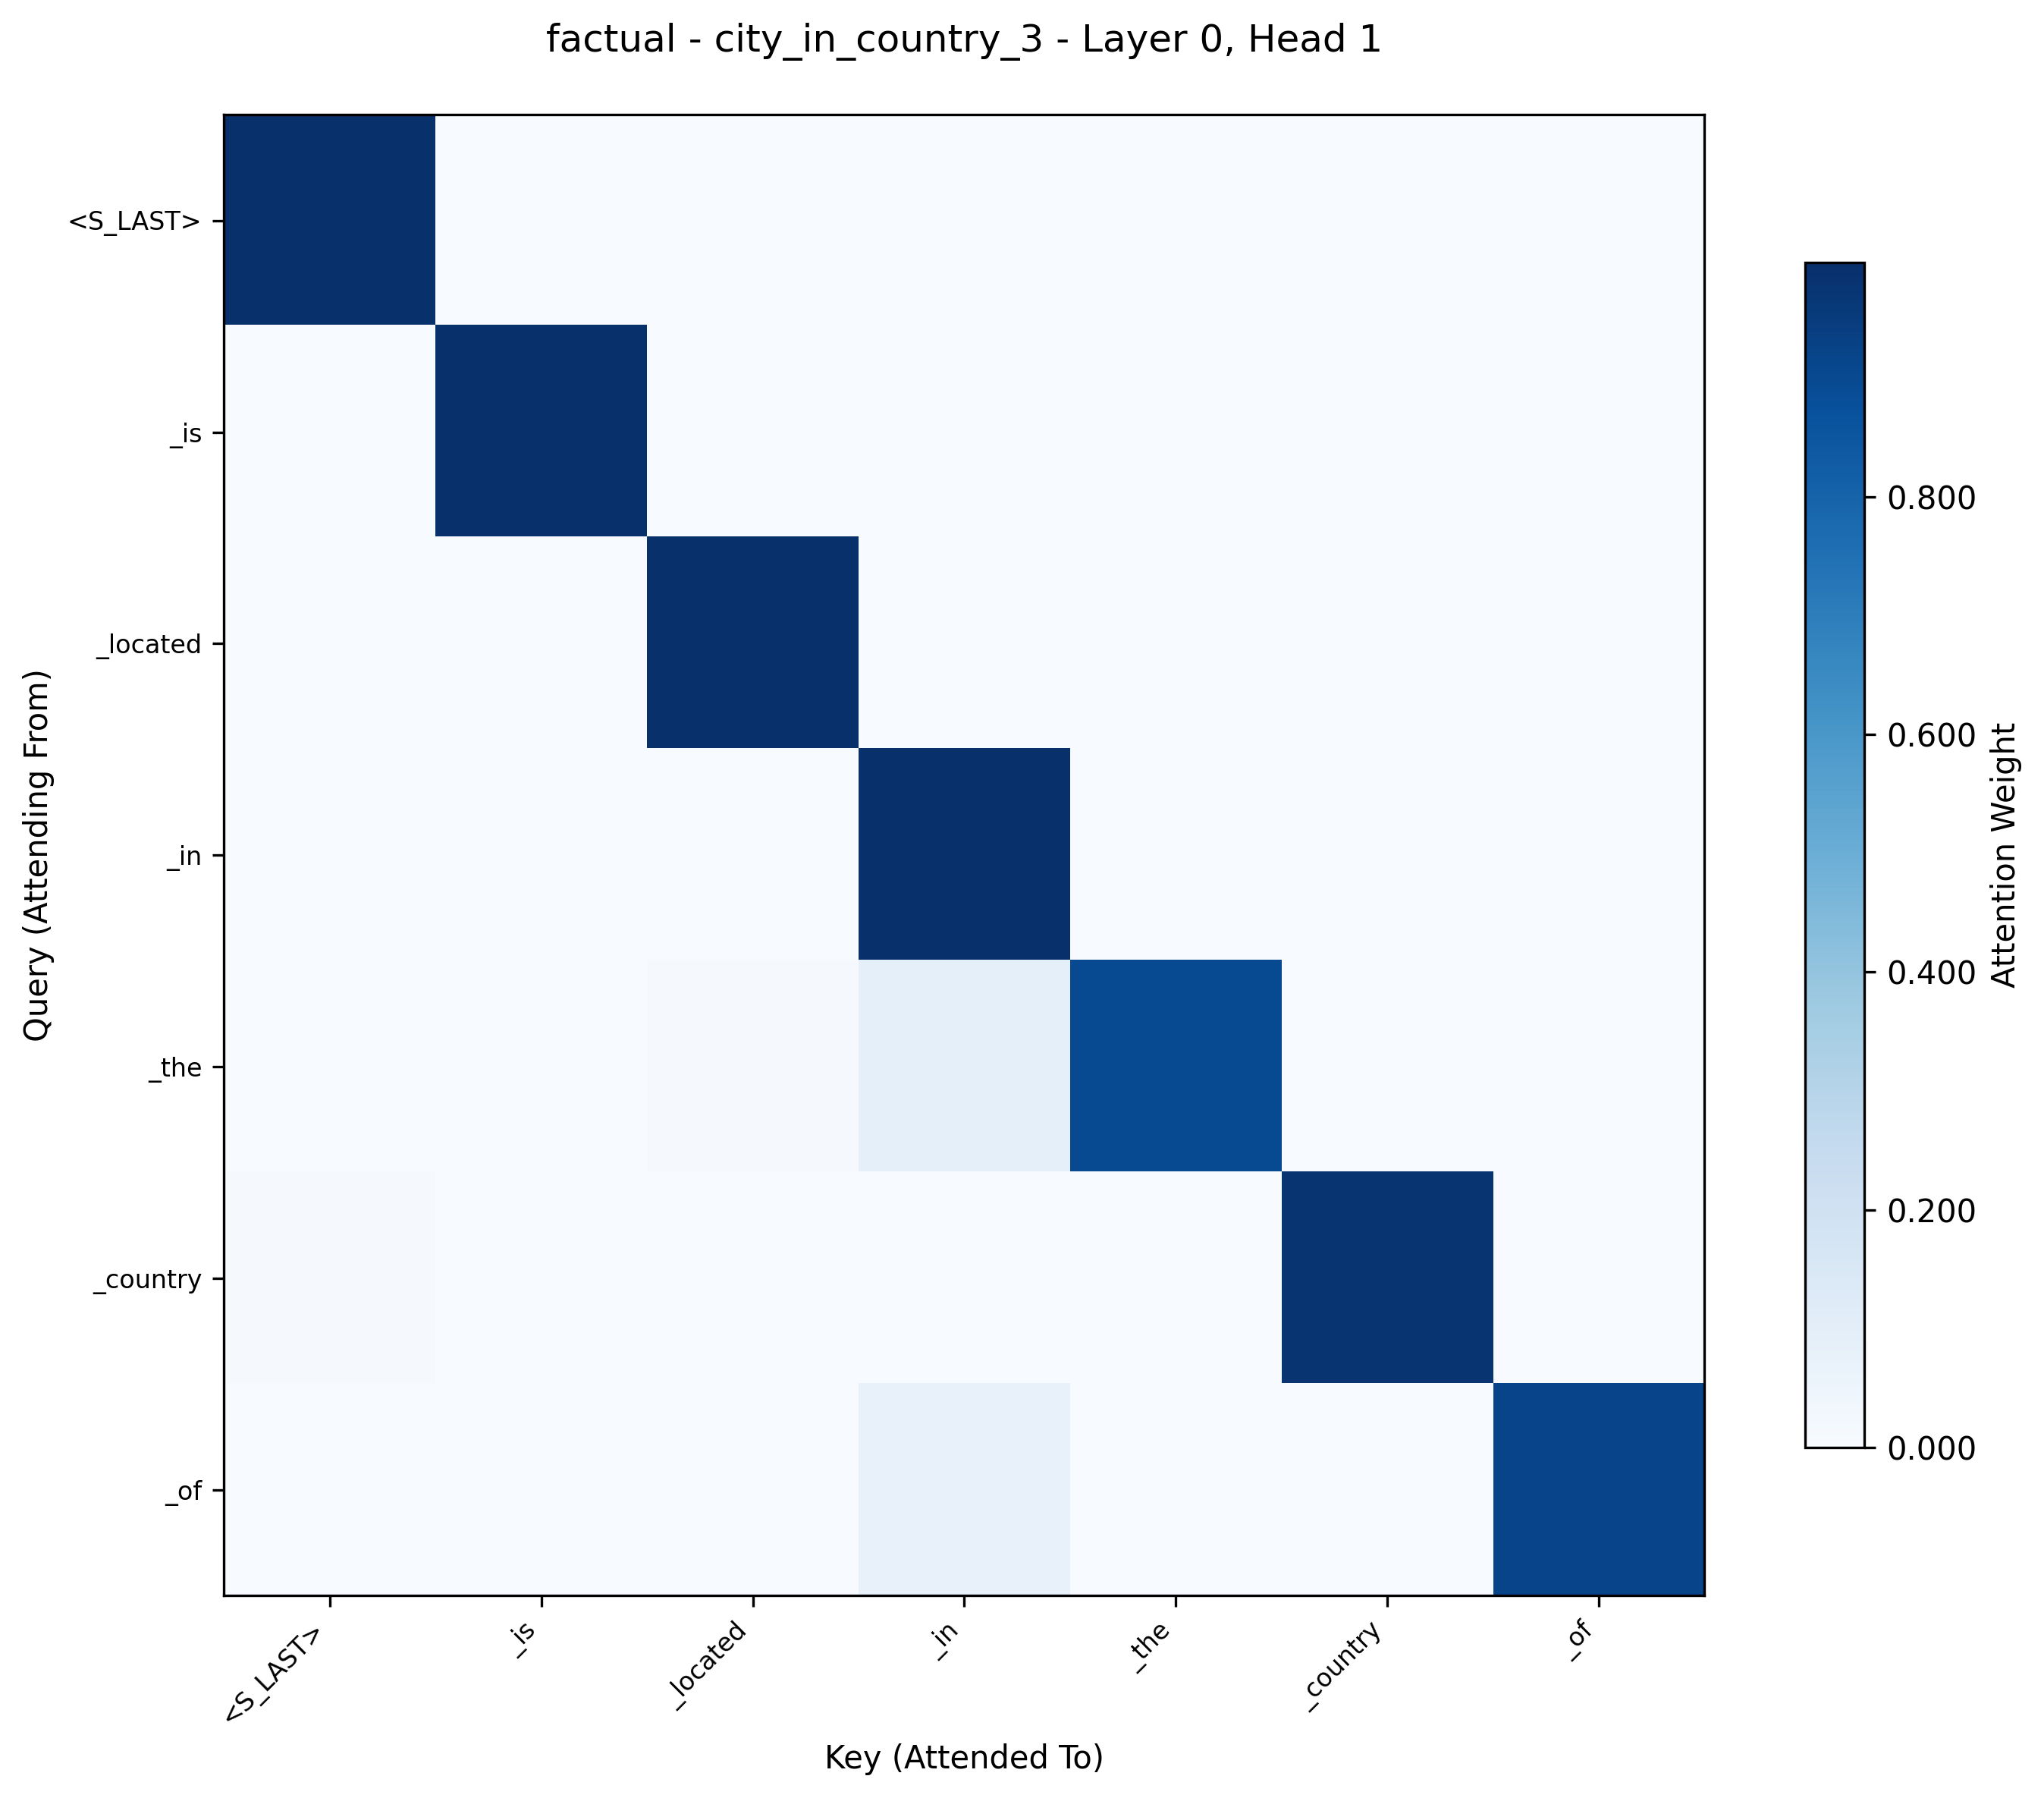 factual - city_in_country_3 - Layer 0, Head 1
Query (Attending From)
<S_LAST>
_is
_located
_in
_the
_country
_of
<S_LAST>
_is
_located
_in
_the
_country
_of
Key (Attended To)
0.800
0.600
0.400
0.200
0.000
Attention Weight